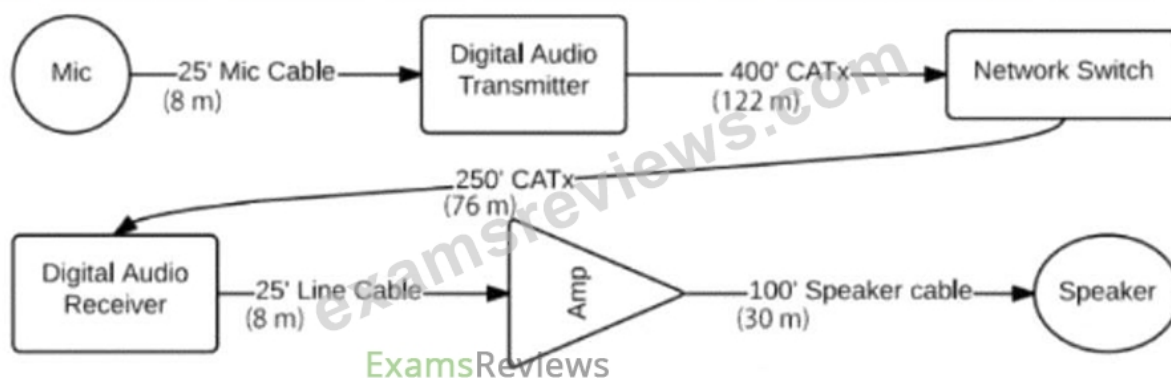 Mic
25' Mic Cable
(8 m)
Digital Audio
Transmitter
400' CATx
(122 m)
Network Switch
250' CATx
(76 m)
Digital Audio
Receiver
25' Line Cable
(8 m)
Amp
100' Speaker cable
(30 m)
Speaker
examsreviews.com
ExamsReviews